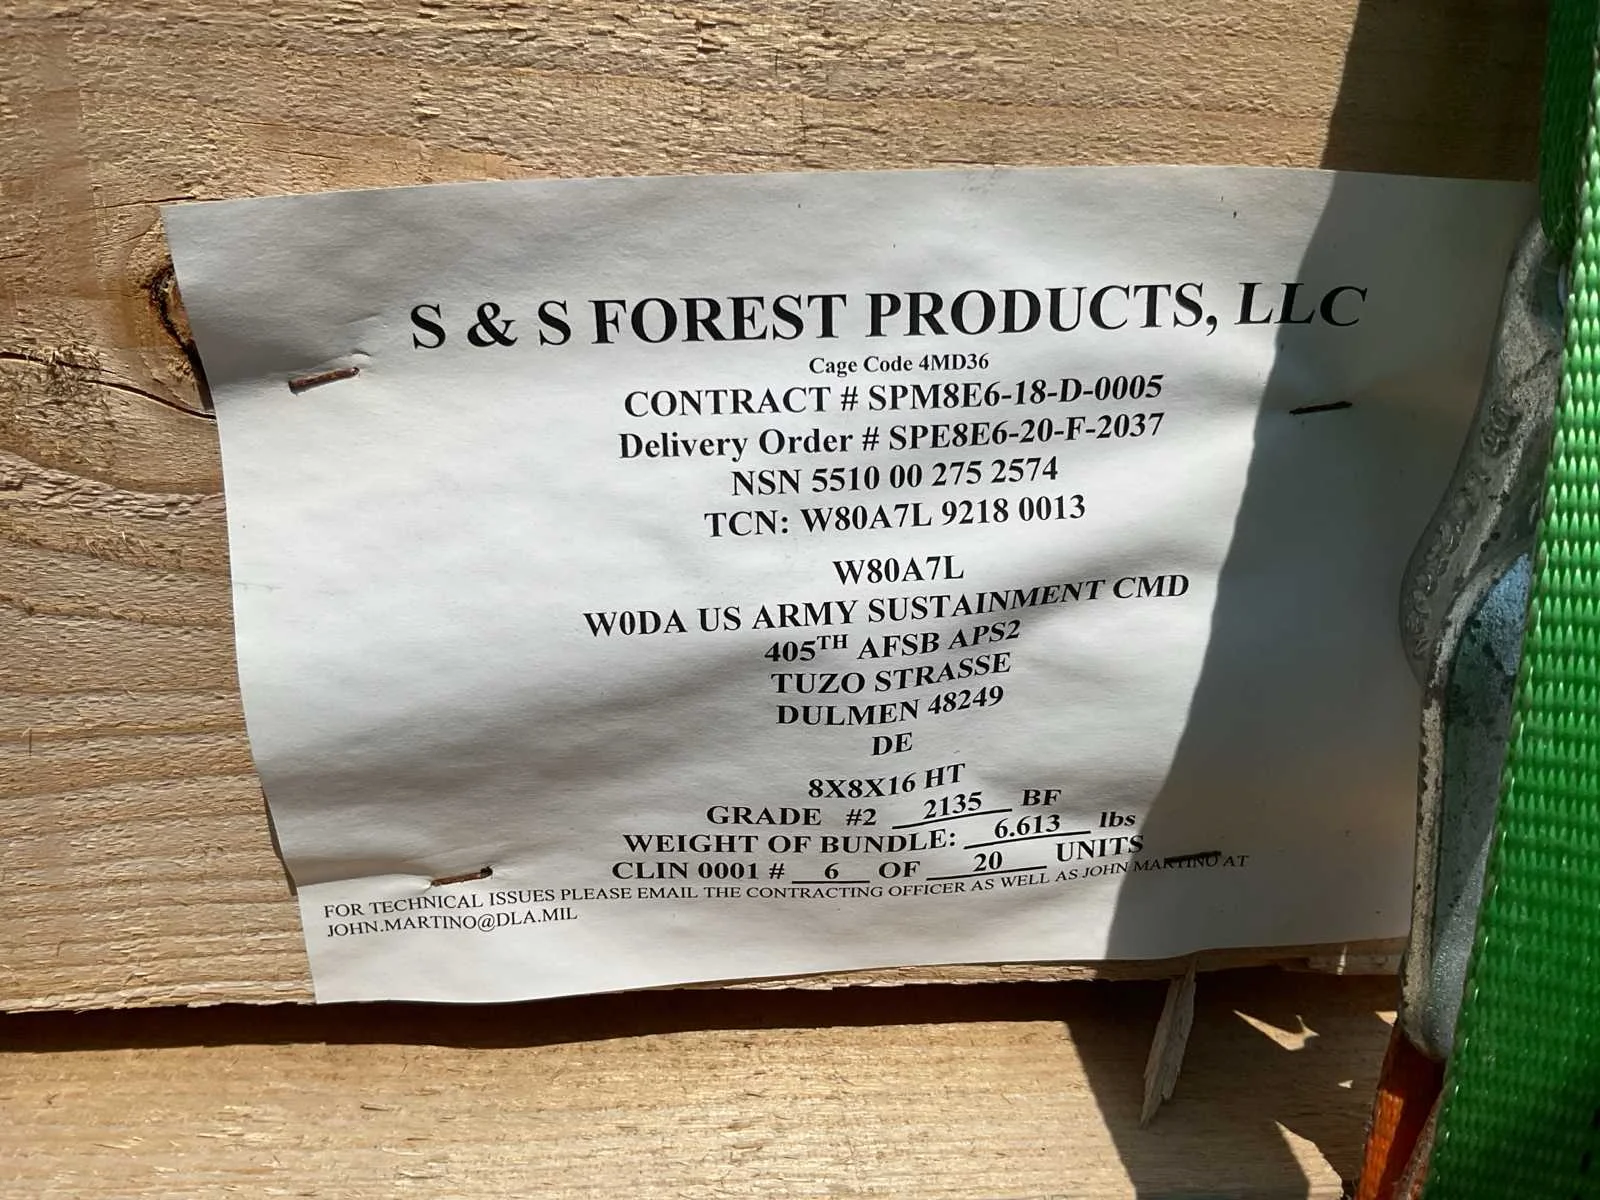 S & S FOREST PRODUCTS, LLC
Cage Code 4MD36
CONTRACT # SPM8E6-18-D-0005
Delivery Order # SPE8E6-20-F-2037
NSN 5510 00 275 2574
TCN: W80A7L 9218 0013
W80A7L
W0DA US ARMY SUSTAINMENT CMD
405TH AFSB APS2
TUZO STRASSE
DULMEN 48249
DE
8X8X16 HT
GRADE #2 2135 BF
WEIGHT OF BUNDLE: 6.613 lbs
CLIN 0001 # 6 OF 20 UNITS
FOR TECHNICAL ISSUES PLEASE EMAIL THE CONTRACTING OFFICER AS WELL AS JOHN MARTINO AT
JOHN.MARTINO@DLA.MIL